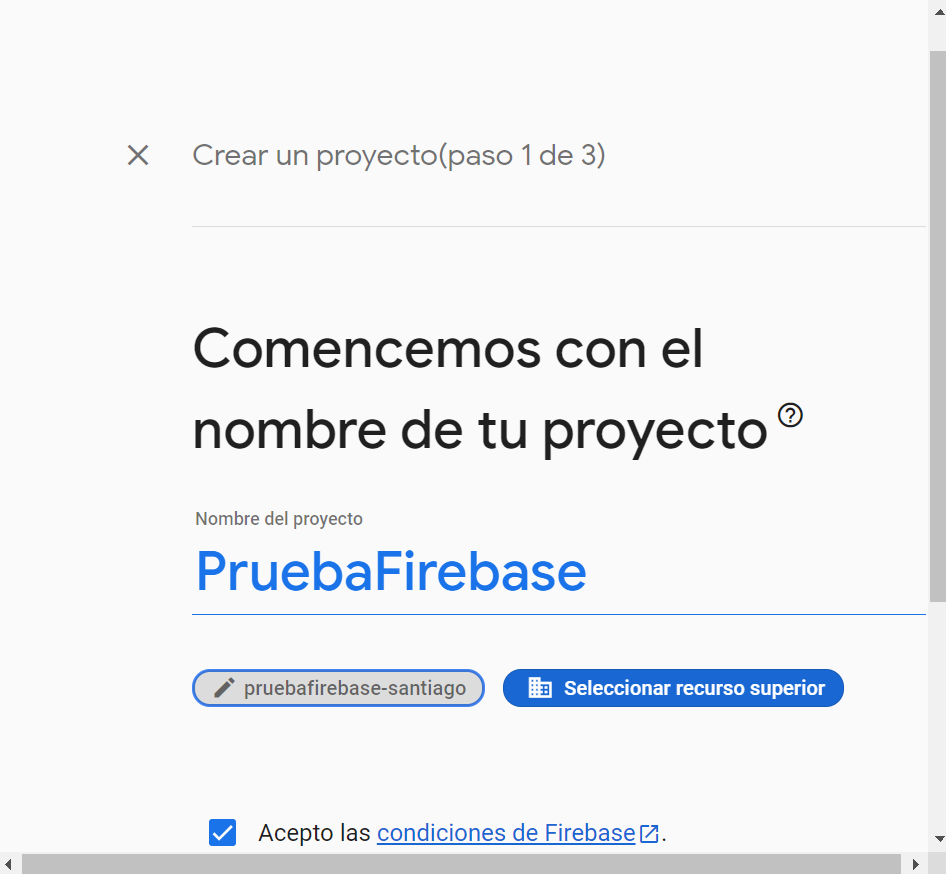 Crear un proyecto(paso 1 de 3)
Comencemos con el
nombre de tu proyecto
Nombre del proyecto
PruebaFirebase
pruebafirebase-santiago
Seleccionar recurso superior
Acepto las condiciones de Firebase.